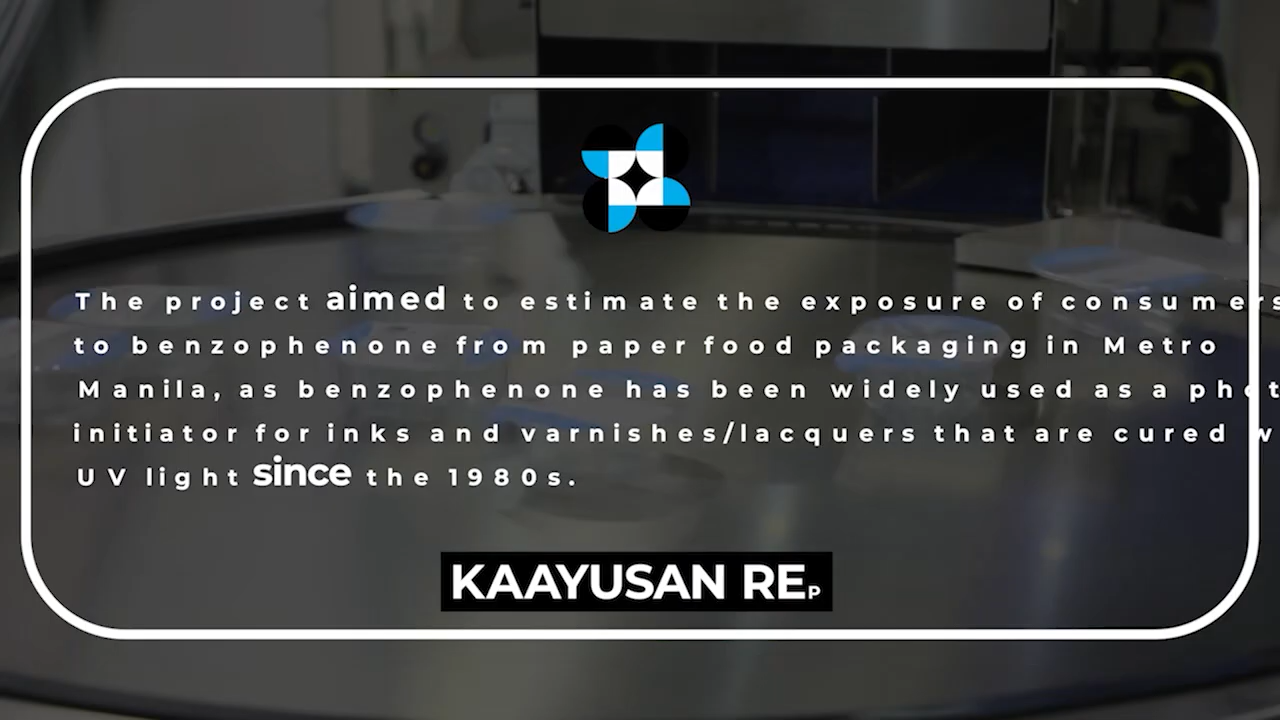 The project aimed to estimate the exposure of consumers
to benzophenone from paper food packaging in Metro
Manila, as benzophenone has been widely used as a phot
initiator for inks and varnishes/lacquers that are cured w
UV light since the 1980s.
KAAYUSAN REP